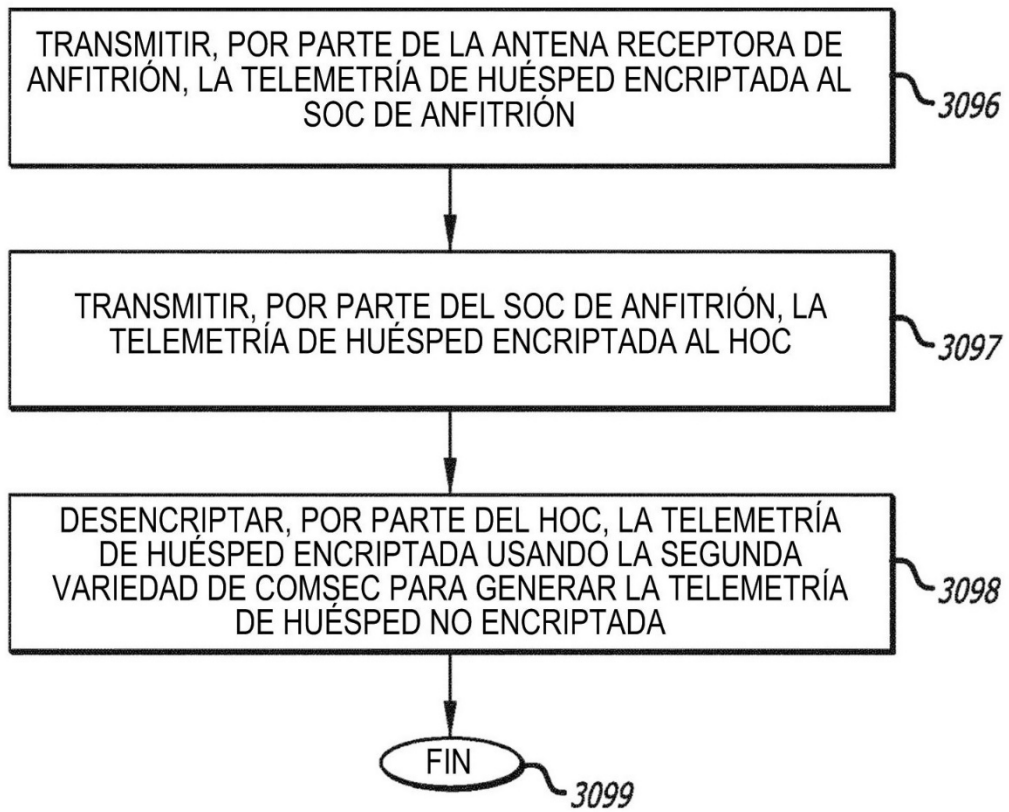 TRANSMITIR, POR PARTE DE LA ANTENA RECEPTORA DE
ANFITRIÓN, LA TELEMETRÍA DE HUÉSPED ENCRIPTADA AL
SOC DE ANFITRIÓN
3096
TRANSMITIR, POR PARTE DEL SOC DE ANFITRIÓN, LA
TELEMETRÍA DE HUÉSPED ENCRIPTADA AL HOC
3097
DESENCRIPTAR, POR PARTE DEL HOC, LA TELEMETRÍA
DE HUÉSPED ENCRIPTADA USANDO LA SEGUNDA
VARIEDAD DE COMSEC PARA GENERAR LA TELEMETRÍA
DE HUÉSPED NO ENCRIPTADA
3098
FIN
3099